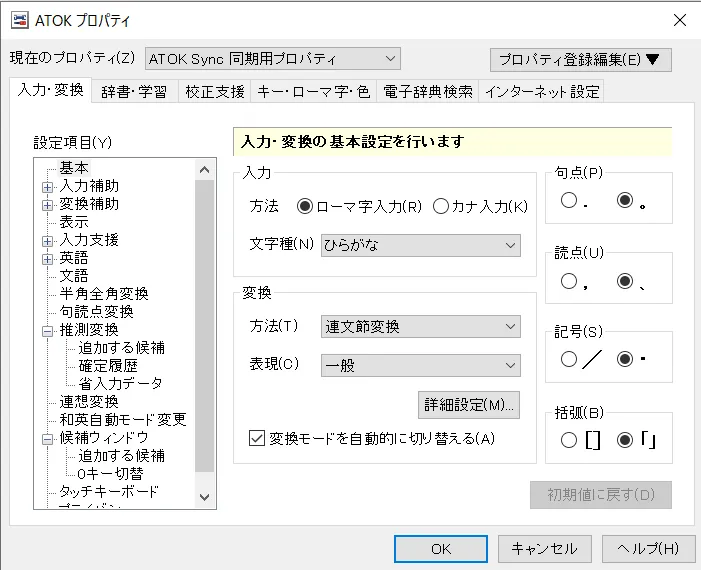 ATOK プロパティ
現在のプロパティ(Z) ATOK Sync 同期用プロパティ プロパティ登録編集(E) ▼
入力・変換 辞書・学習 校正支援 キー・ローマ字・色 電子辞典検索 インターネット設定
設定項目(Y)
基本
入力補助
変換補助
表示
入力支援
英語
文語
半角全角変換
句読点変換
推測変換
追加する候補
確定履歴
省入力データ
連想変換
和英自動モード変更
候補ウィンドウ
追加する候補
0キー切替
タッチキーボード
入力・変換の基本設定を行います
入力
方法 ローマ字入力(R) カナ入力(K)
文字種(N) ひらがな
変換
方法(T) 連文節変換
表現(C) 一般
詳細設定(M)...
変換モードを自動的に切り替える(A)
句点(P)
. 。
読点(U)
, 、
記号(S)
／ ・
括弧(B)
[] 「」
初期値に戻す(D)
OK キャンセル ヘルプ(H)